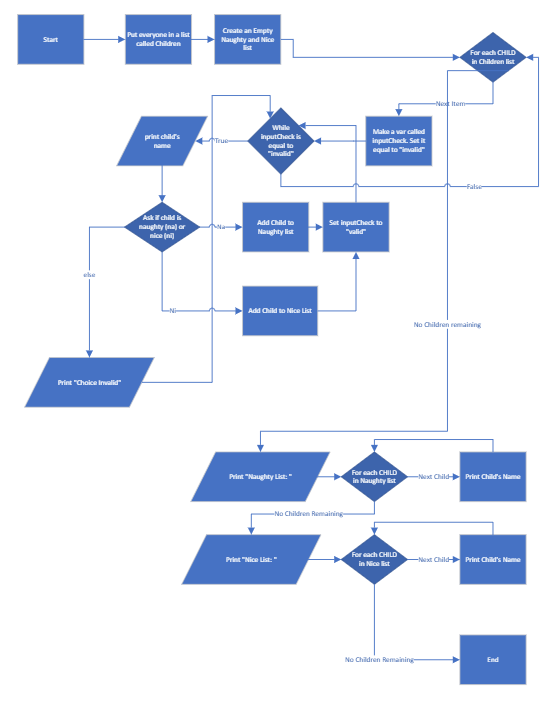 Start
Put everyone in a list
called Children
Create an Empty
Naughty and Nice
list
For each CHILD
in Children list
Next Item
Make a var called
inputCheck. Set it
equal to "invalid"
While
inputCheck is
equal to
"invalid"
True
print child's
name
False
Ask if child is
naughty (na) or
nice (ni)
Na
Add Child to
Naughty list
Set inputCheck to
"valid"
else
Ni
Add Child to Nice List
No Children remaining
Print "Choice Invalid"
Print "Naughty List: "
For each CHILD
in Naughty list
Next Child
Print Child's Name
No Children Remaining
Print "Nice List: "
For each CHILD
in Nice list
Next Child
Print Child's Name
No Children Remaining
End